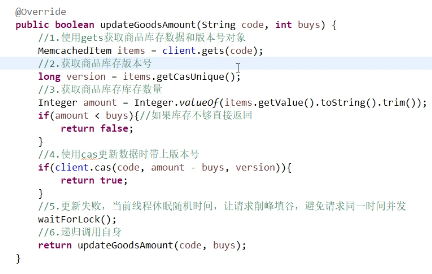 @Override
public boolean updateGoodsAmount(String code, int buys) {
//1.使用gets获取商品库存数据和版本号对象
MemcachedItem items = client.gets(code);
//2.获取商品库存版本号
long version = items.getCasUnique();
//3.获取商品库存库存数量
Integer amount = Integer.valueOf(items.getValue().toString().trim());
if(amount < buys){//如果库存不够直接返回
return false;
}
//4.使用cas更新数据时带上版本号
if(client.cas(code, amount - buys, version)){
return true;
}
//5.更新失败，当前线程休眠随机时间，让请求削峰填谷，避免请求同一时间并发
waitForLock();
//6.递归调用自身
return updateGoodsAmount(code, buys);
}